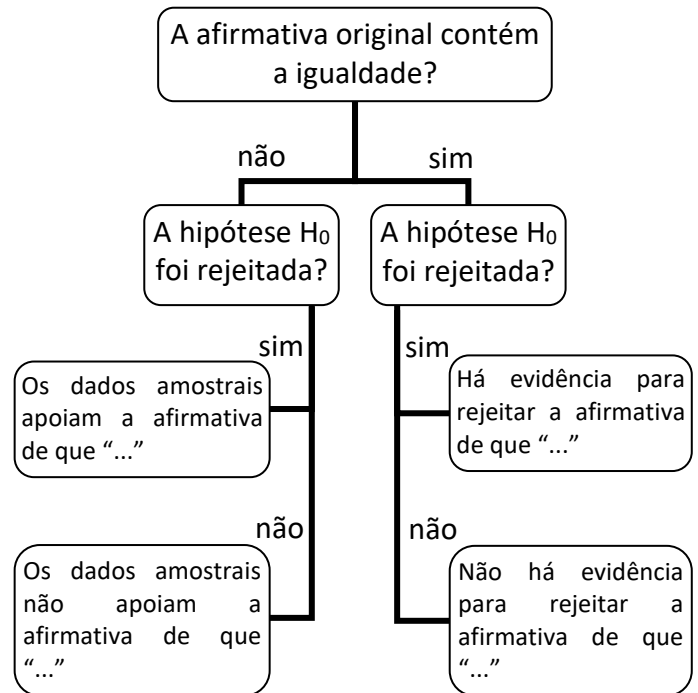 A afirmativa original contém
a igualdade?
não
sim
A hipótese H₀
foi rejeitada?
A hipótese H₀
foi rejeitada?
sim
sim
Os dados amostrais
apoiam a afirmativa
de que “...”
Há evidência para
rejeitar a afirmativa
de que “...”
não
não
Os dados amostrais
não apoiam a
afirmativa de que
“...”
Não há evidência
para rejeitar a
afirmativa de que
“...”